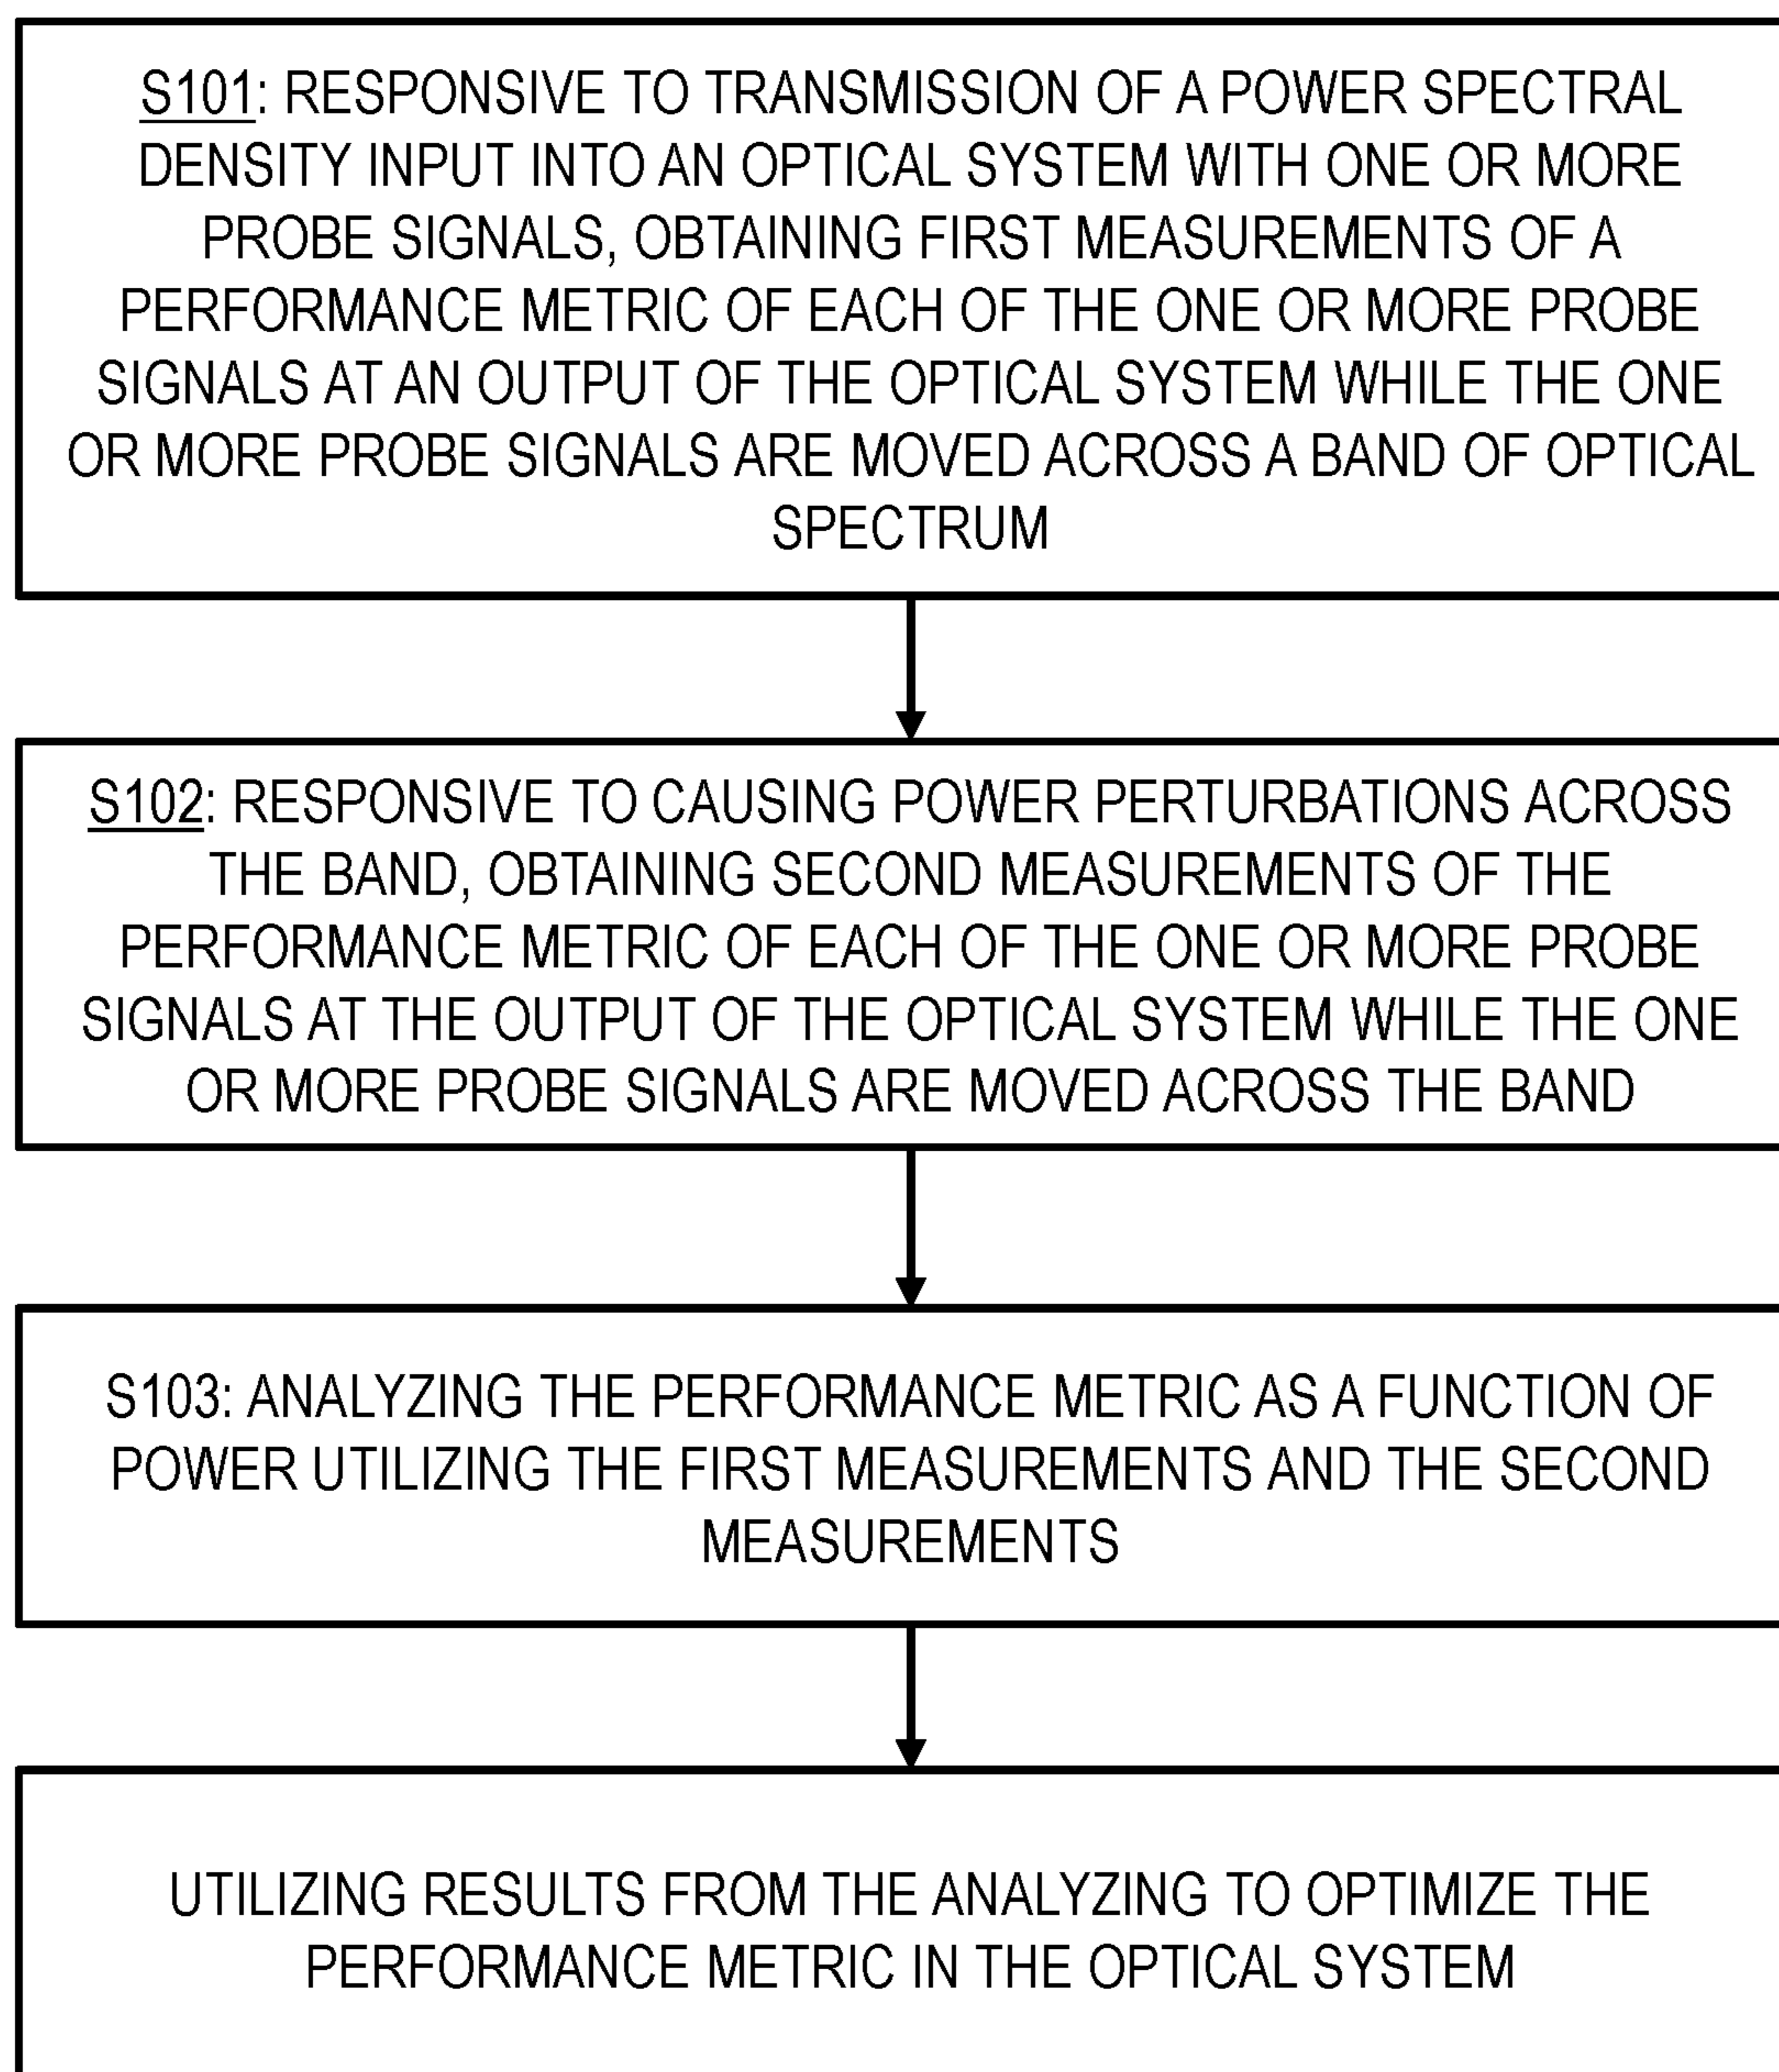 S101: RESPONSIVE TO TRANSMISSION OF A POWER SPECTRAL
DENSITY INPUT INTO AN OPTICAL SYSTEM WITH ONE OR MORE
PROBE SIGNALS, OBTAINING FIRST MEASUREMENTS OF A
PERFORMANCE METRIC OF EACH OF THE ONE OR MORE PROBE
SIGNALS AT AN OUTPUT OF THE OPTICAL SYSTEM WHILE THE ONE
OR MORE PROBE SIGNALS ARE MOVED ACROSS A BAND OF OPTICAL
SPECTRUM
S102: RESPONSIVE TO CAUSING POWER PERTURBATIONS ACROSS
THE BAND, OBTAINING SECOND MEASUREMENTS OF THE
PERFORMANCE METRIC OF EACH OF THE ONE OR MORE PROBE
SIGNALS AT THE OUTPUT OF THE OPTICAL SYSTEM WHILE THE ONE
OR MORE PROBE SIGNALS ARE MOVED ACROSS THE BAND
S103: ANALYZING THE PERFORMANCE METRIC AS A FUNCTION OF
POWER UTILIZING THE FIRST MEASUREMENTS AND THE SECOND
MEASUREMENTS
UTILIZING RESULTS FROM THE ANALYZING TO OPTIMIZE THE
PERFORMANCE METRIC IN THE OPTICAL SYSTEM